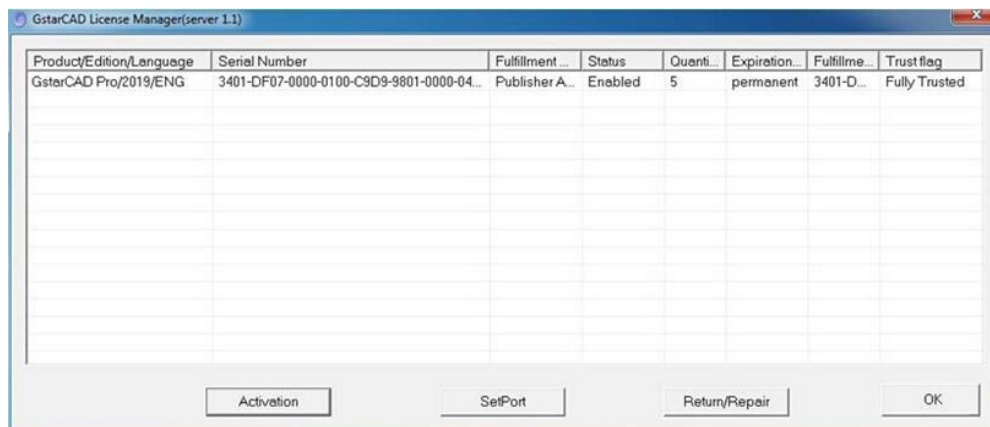 GstarCAD License Manager(server 1.1)
Product/Edition/Language Serial Number Fulfillment ... Status Quanti... Expiration... Fulfillme... Trust flag
GstarCAD Pro/2019/ENG 3401-DF07-0000-0100-C9D9-9801-0000-04... Publisher A... Enabled 5 permanent 3401-D... Fully Trusted
Activation SetPort Return/Repair OK